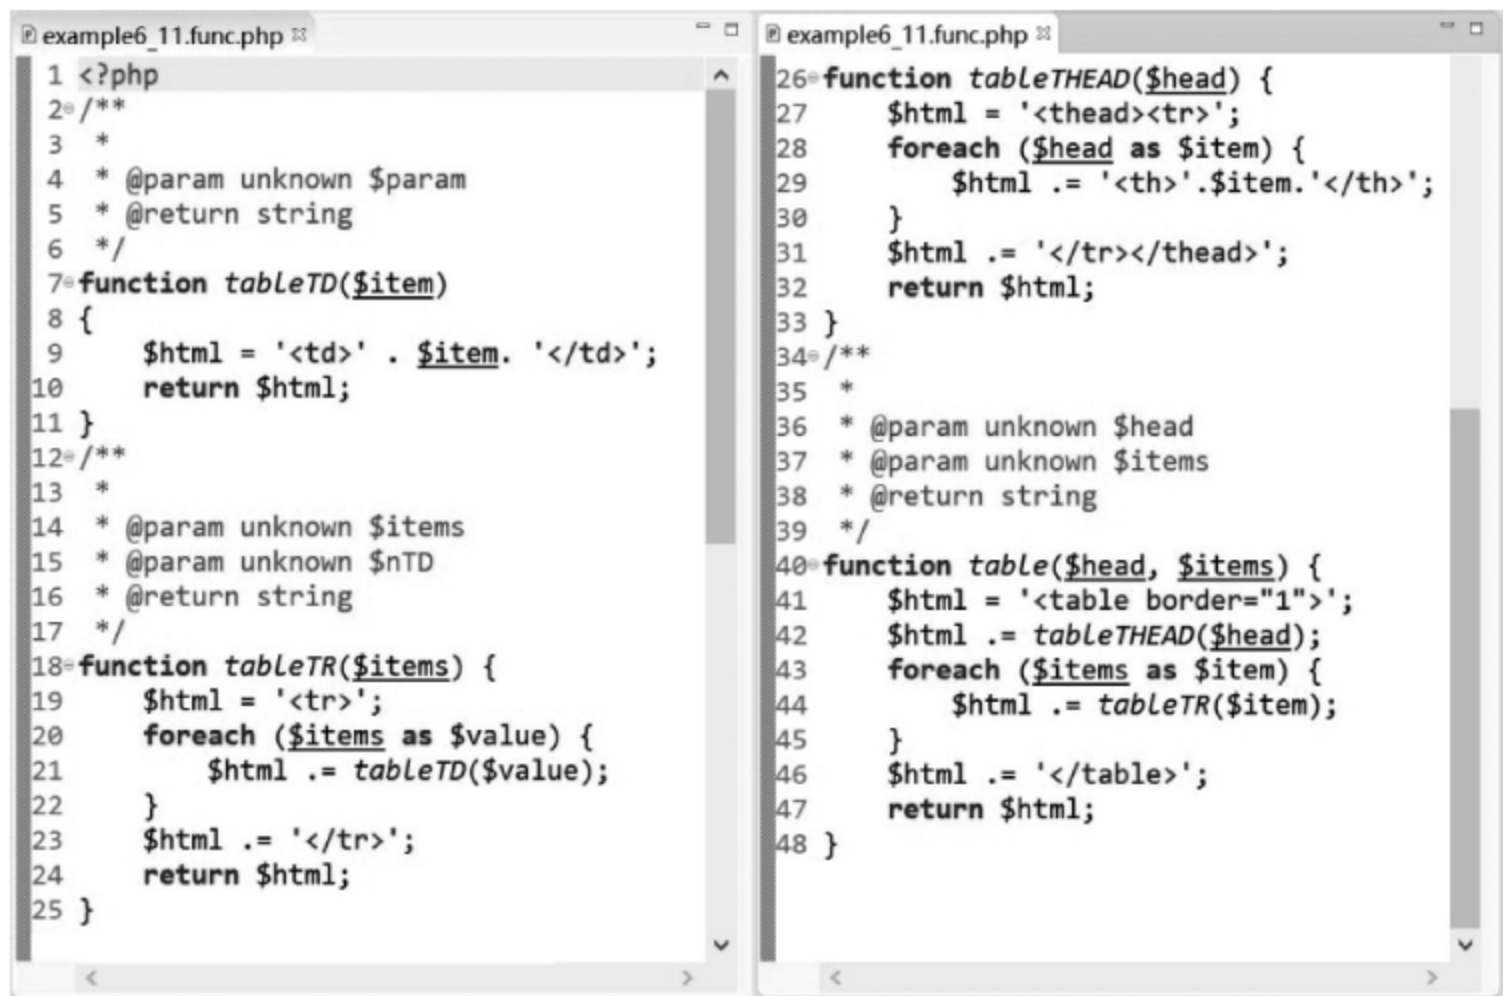 example6_11.func.php
1 <?php
2 /**
3  *
4  * @param unknown $param
5  * @return string
6  */
7 function tableTD($item)
8 {
9     $html = '<td>' . $item. '</td>';
10     return $html;
11 }
12 /**
13  *
14  * @param unknown $items
15  * @param unknown $nTD
16  * @return string
17  */
18 function tableTR($items) {
19     $html = '<tr>';
20     foreach ($items as $value) {
21         $html .= tableTD($value);
22     }
23     $html .= '</tr>';
24     return $html;
25 }
example6_11.func.php
26 function tableTHEAD($head) {
27     $html = '<thead><tr>';
28     foreach ($head as $item) {
29         $html .= '<th>'.$item.'</th>';
30     }
31     $html .= '</tr></thead>';
32     return $html;
33 }
34 /**
35  *
36  * @param unknown $head
37  * @param unknown $items
38  * @return string
39  */
40 function table($head, $items) {
41     $html = '<table border="1">';
42     $html .= tableTHEAD($head);
43     foreach ($items as $item) {
44         $html .= tableTR($item);
45     }
46     $html .= '</table>';
47     return $html;
48 }